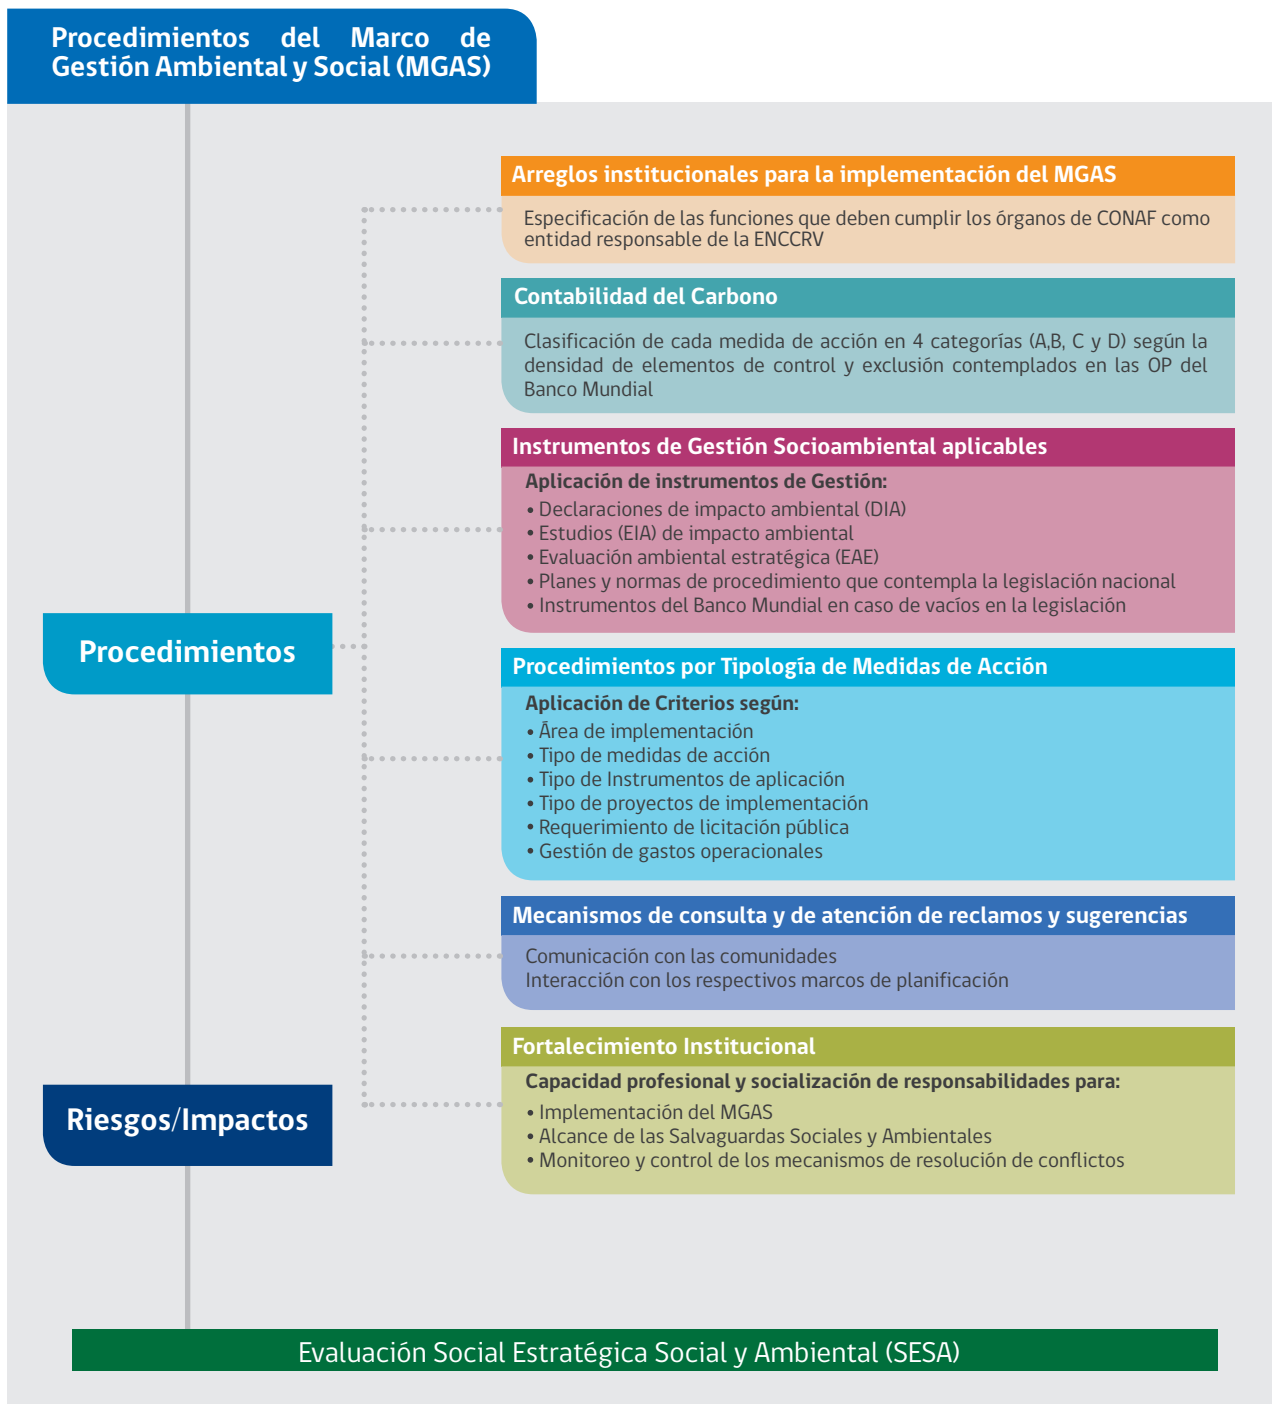 Procedimientos del Marco de
Gestión Ambiental y Social (MGAS)
Arreglos institucionales para la implementación del MGAS
Especificación de las funciones que deben cumplir los órganos de CONAF como
entidad responsable de la ENCCRV
Contabilidad del Carbono
Clasificación de cada medida de acción en 4 categorías (A,B, C y D) según la
densidad de elementos de control y exclusión contemplados en las OP del
Banco Mundial
Instrumentos de Gestión Socioambiental aplicables
Aplicación de instrumentos de Gestión:
• Declaraciones de impacto ambiental (DIA)
• Estudios (EIA) de impacto ambiental
• Evaluación ambiental estratégica (EAE)
• Planes y normas de procedimiento que contempla la legislación nacional
• Instrumentos del Banco Mundial en caso de vacíos en la legislación
Procedimientos
Procedimientos por Tipología de Medidas de Acción
Aplicación de Criterios según:
• Área de implementación
• Tipo de medidas de acción
• Tipo de Instrumentos de aplicación
• Tipo de proyectos de implementación
• Requerimiento de licitación pública
• Gestión de gastos operacionales
Mecanismos de consulta y de atención de reclamos y sugerencias
Comunicación con las comunidades
Interacción con los respectivos marcos de planificación
Fortalecimiento Institucional
Capacidad profesional y socialización de responsabilidades para:
• Implementación del MGAS
• Alcance de las Salvaguardas Sociales y Ambientales
• Monitoreo y control de los mecanismos de resolución de conflictos
Riesgos/Impactos
Evaluación Social Estratégica Social y Ambiental (SESA)